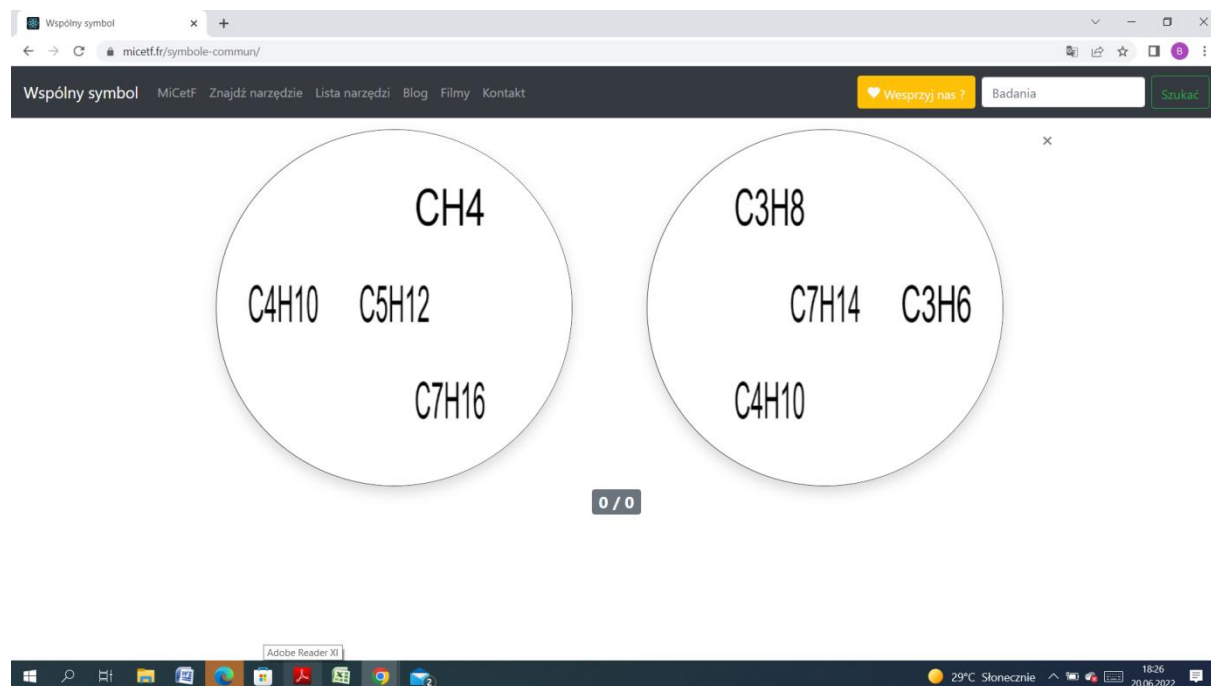 Wspólny symbol
micetf.fr/symbole-commun/
B
Wspólny symbol MiCetF Znajdź narzędzie Lista narzędzi Blog Filmy Kontakt Wesprzyj nas ? Badania Szukać
CH4 C3H8
C4H10 C5H12 C7H14 C3H6
C7H16 C4H10
0 / 0
Adobe Reader XI
29°C Słonecznie 18:26
20.06.2022
2